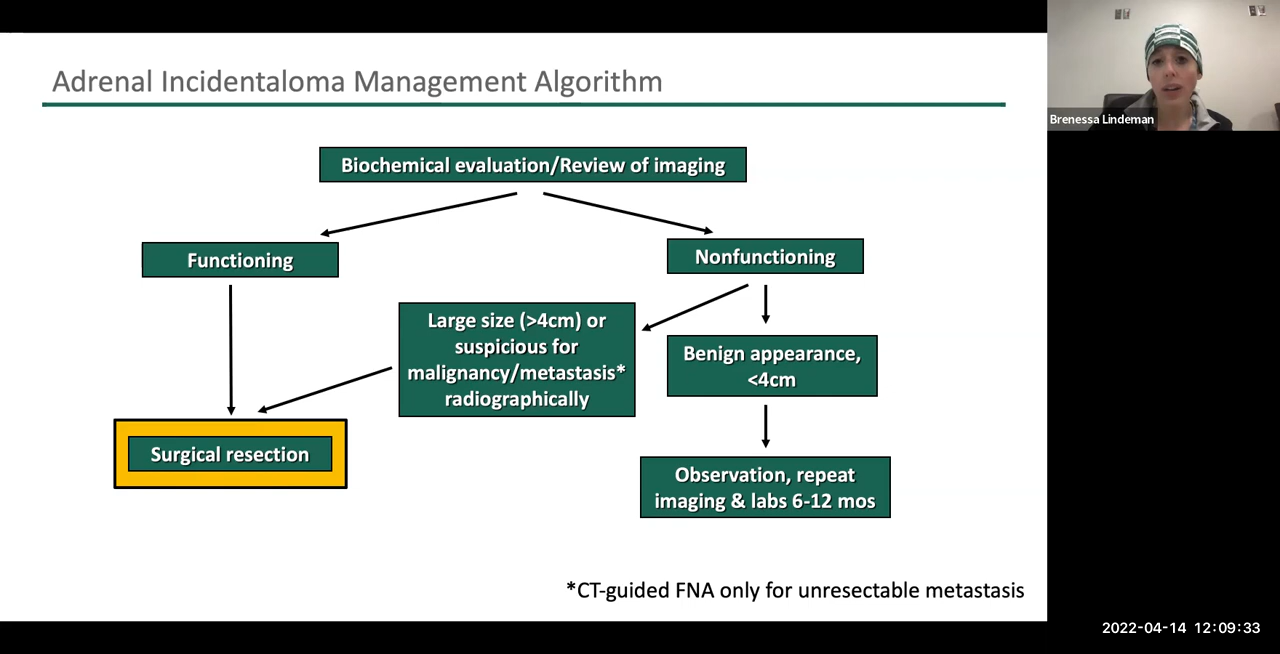 Adrenal Incidentaloma Management Algorithm
Brenessa Lindeman
Biochemical evaluation/Review of imaging
Functioning
Nonfunctioning
Large size (>4cm) or
suspicious for
malignancy/metastasis*
radiographically
Benign appearance,
<4cm
Surgical resection
Observation, repeat
imaging & labs 6-12 mos
*CT-guided FNA only for unresectable metastasis
2022-04-14 12:09:33